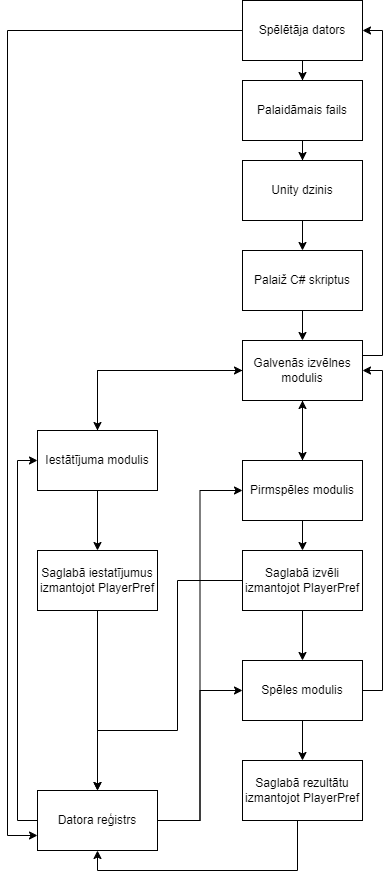 Spēlētāja dators
Palaidāmais fails
Unity dzinis
Palaiž C# skriptus
Galvenās izvēlnes
modulis
Iestātījuma modulis
Pirmspēles modulis
Saglabā iestatījumus
izmantojot PlayerPref
Saglabā izvēli
izmantojot PlayerPref
Spēles modulis
Saglabā rezultātu
izmantojot PlayerPref
Datora reģistrs